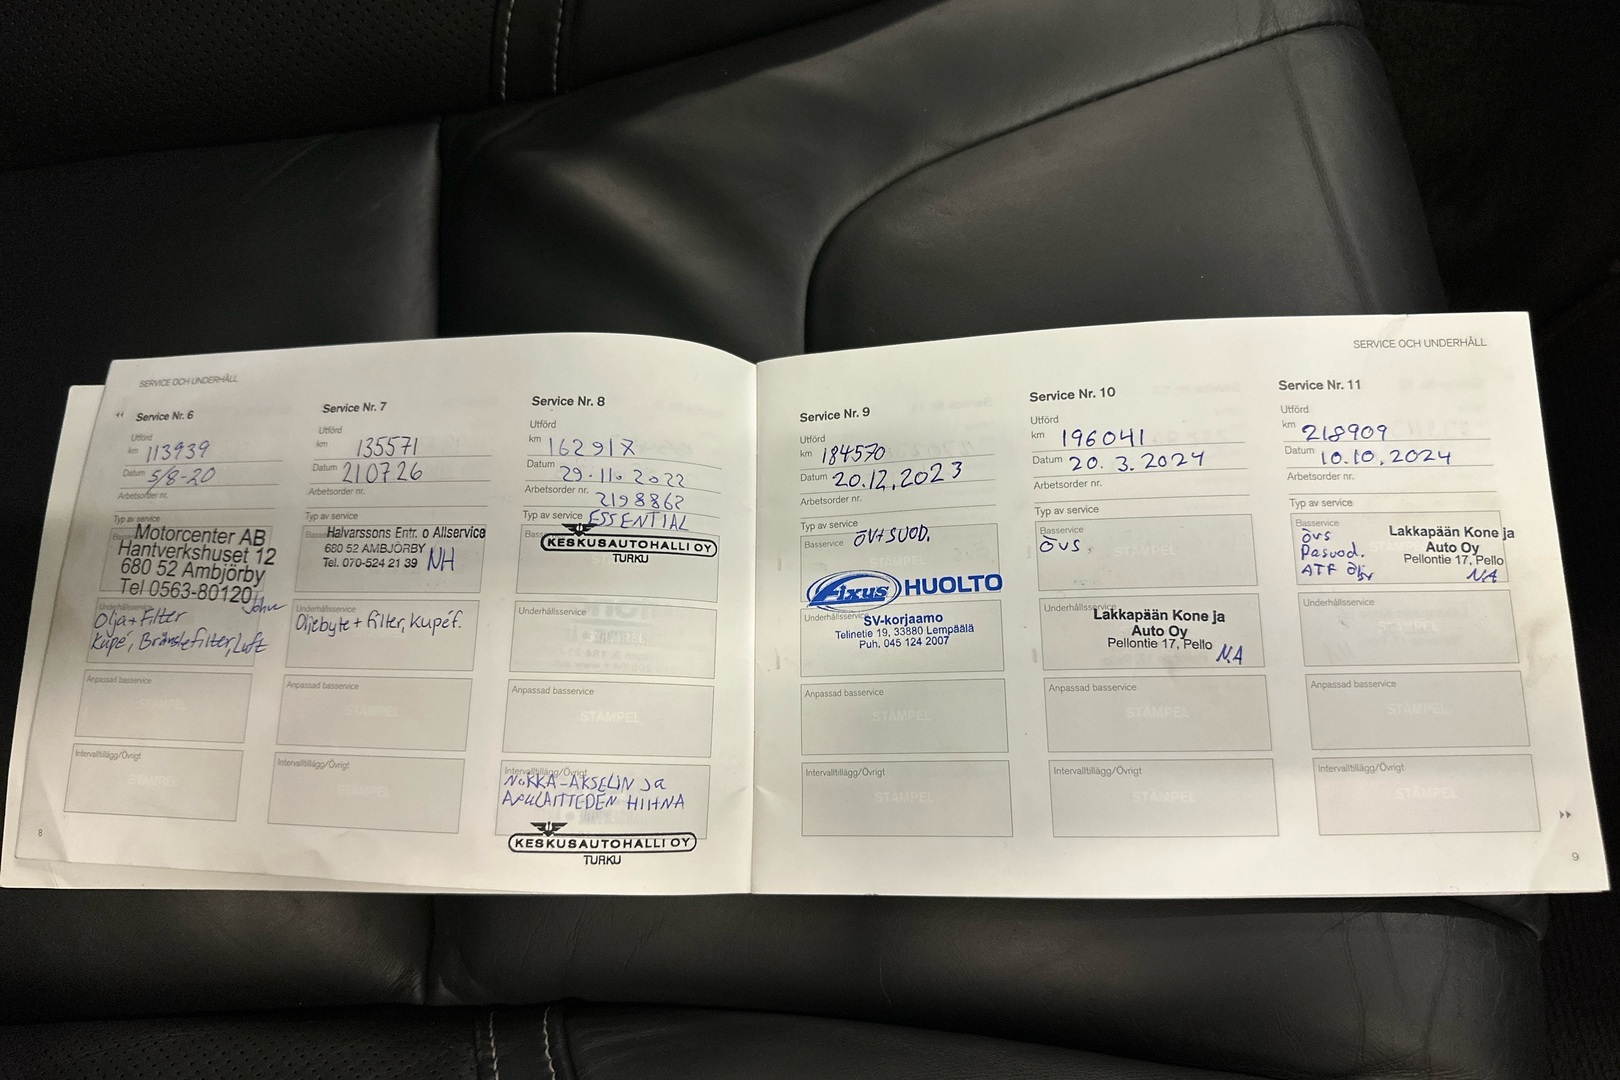 SERVICE OCH UNDERHÅLL
Service Nr. 6
Utförd
km 113939
Datum 5/8-20
Arbetsorder nr.
Typ av service
Motorcenter AB
Hantverkshuset 12
680 52 Ambjörby
Tel 0563-80120
Underhållsservice
Olja + Filter
Kupé, Bränslefilter, Luft
Anpassad basservice
STÄMPEL
Intervalltillägg/Övrigt
STÄMPEL
8
Service Nr. 7
Utförd
km 135571
Datum 210726
Arbetsorder nr.
Typ av service
Halvarssons Entr. o Allservice
680 52 AMBJÖRBY
Tel. 070-524 21 39 NH
Underhållsservice
Oljebyte + filter, Kupéf.
Anpassad basservice
STÄMPEL
Intervalltillägg/Övrigt
STÄMPEL
Service Nr. 8
Utförd
km 162917
Datum 29.11.2022
Arbetsorder nr. 2198862
Typ av service ESSENTIAL
KESKUSAUTOHALLI OY
TURKU
Underhållsservice
Anpassad basservice
STÄMPEL
Intervalltillägg/Övrigt
NOKKA-AKSELIN JA
APULAITTEDEN HIHNA
KESKUSAUTOHALLI OY
TURKU
Service Nr. 9
Utförd
km 184570
Datum 20.12.2023
Arbetsorder nr.
Typ av service
Basservice ÖV+SUOD.
Fixus HUOLTO
Underhållsservice
SV-korjaamo
Telinetie 19, 33880 Lempäälä
Puh. 045 124 2007
Anpassad basservice
STÄMPEL
Intervalltillägg/Övrigt
STÄMPEL
Service Nr. 10
Utförd
km 196041
Datum 20.3.2024
Arbetsorder nr.
Typ av service
Basservice
ÖVS
STÄMPEL
Underhållsservice
Lakkapään Kone ja
Auto Oy
Pellontie 17, Pello
NA
Anpassad basservice
STÄMPEL
Intervalltillägg/Övrigt
STÄMPEL
SERVICE OCH UNDERHÅLL
Service Nr. 11
Utförd
km 218909
Datum 10.10.2024
Arbetsorder nr.
Typ av service
Basservice
ÖVS
Pasuod.
ATF
Lakkapään Kone ja
Auto Oy
Pellontie 17, Pello
NA
Underhållsservice
STÄMPEL
Anpassad basservice
STÄMPEL
Intervalltillägg/Övrigt
STÄMPEL
9